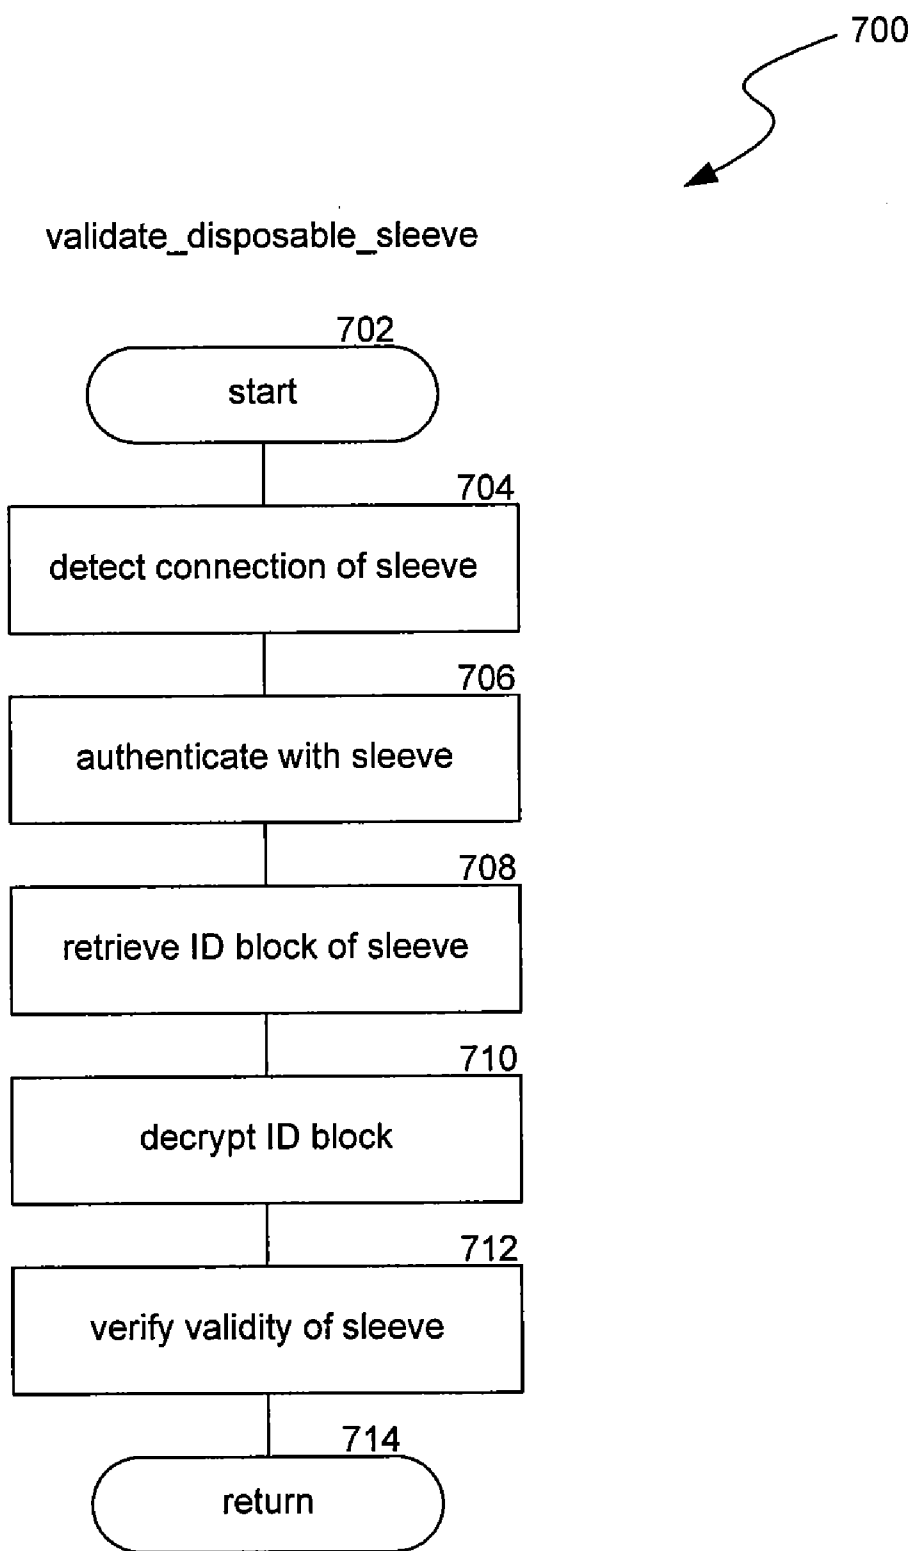 700
validate_disposable_sleeve
702
start
704
detect connection of sleeve
706
authenticate with sleeve
708
retrieve ID block of sleeve
710
decrypt ID block
712
verify validity of sleeve
714
return